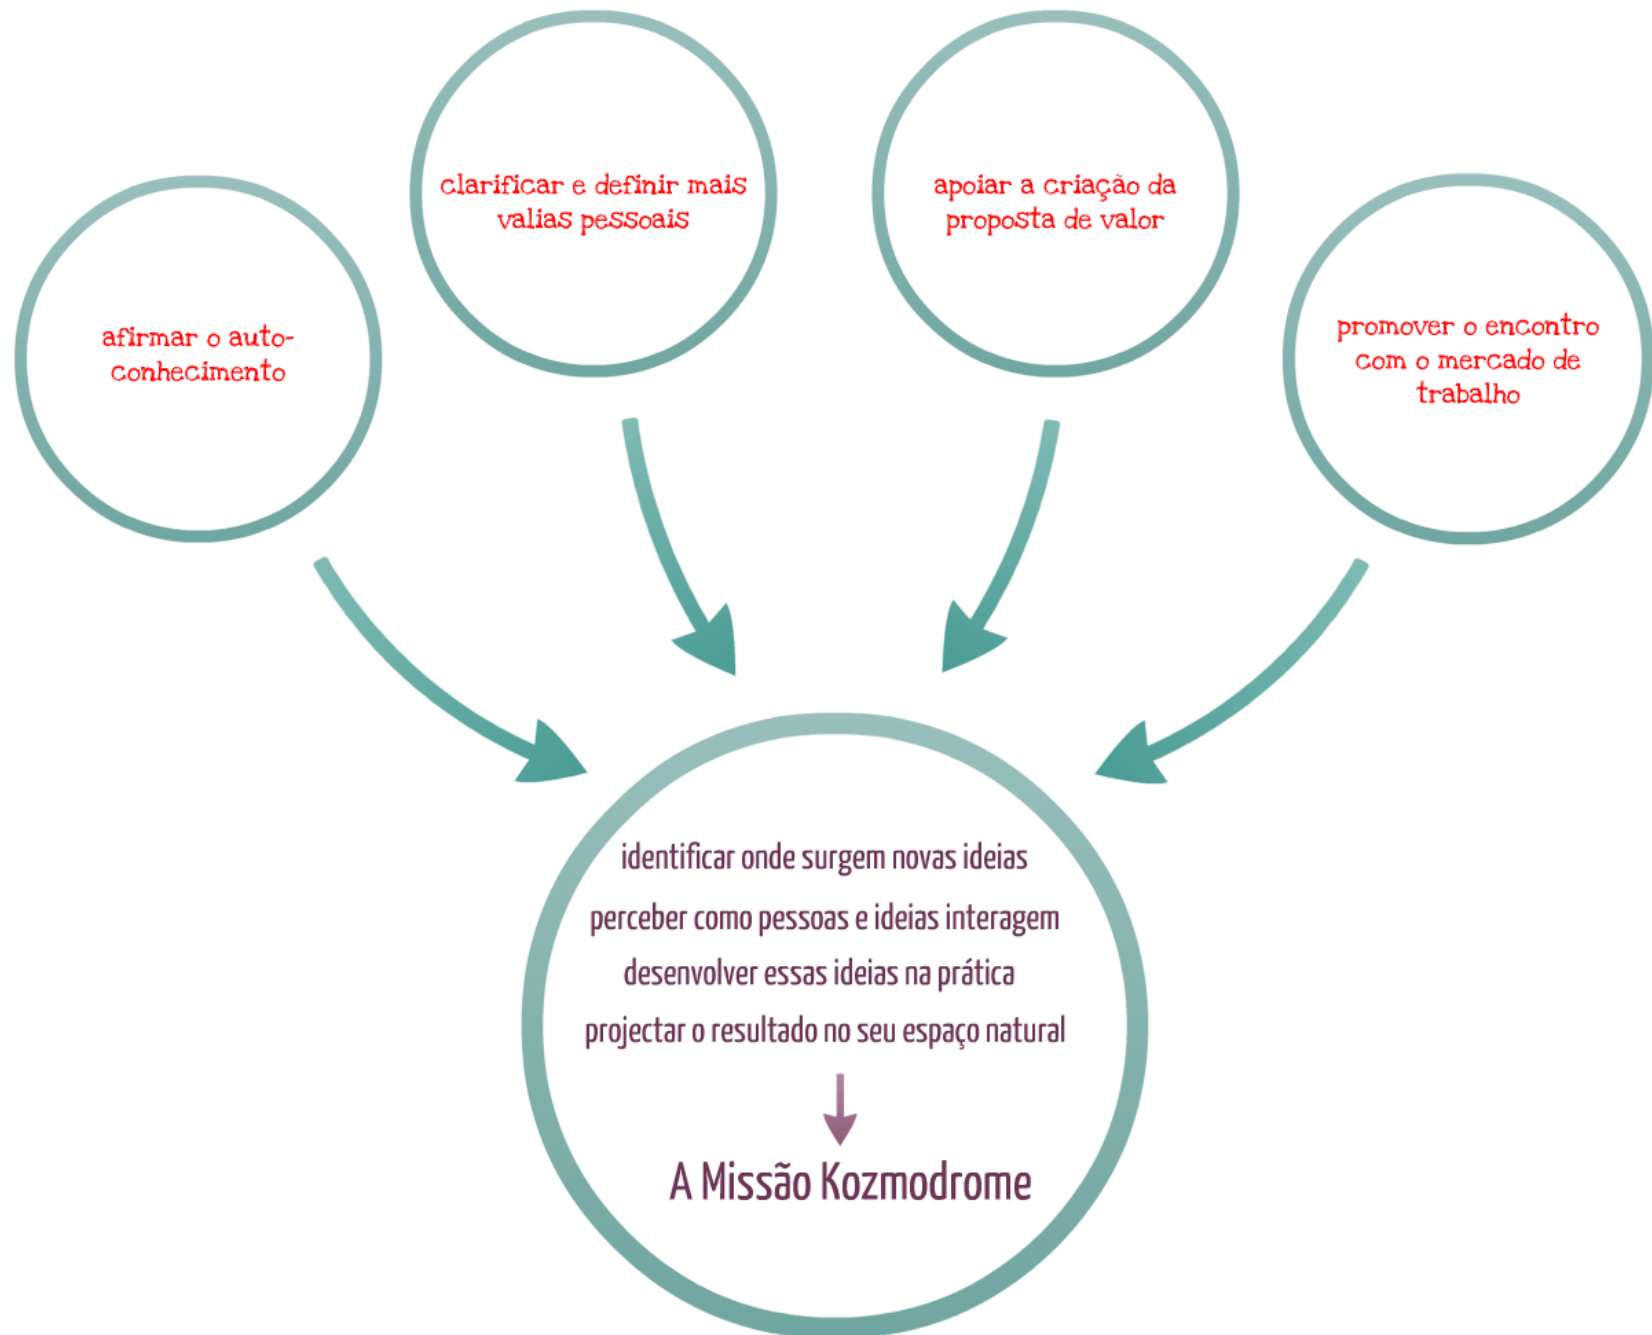 afirmar o auto-
conhecimento
clarificar e definir mais
valias pessoais
apoiar a criação da
proposta de valor
promover o encontro
com o mercado de
trabalho
identificar onde surgem novas ideias
perceber como pessoas e ideias interagem
desenvolver essas ideias na prática
projectar o resultado no seu espaço natural
A Missão Kozmodrome